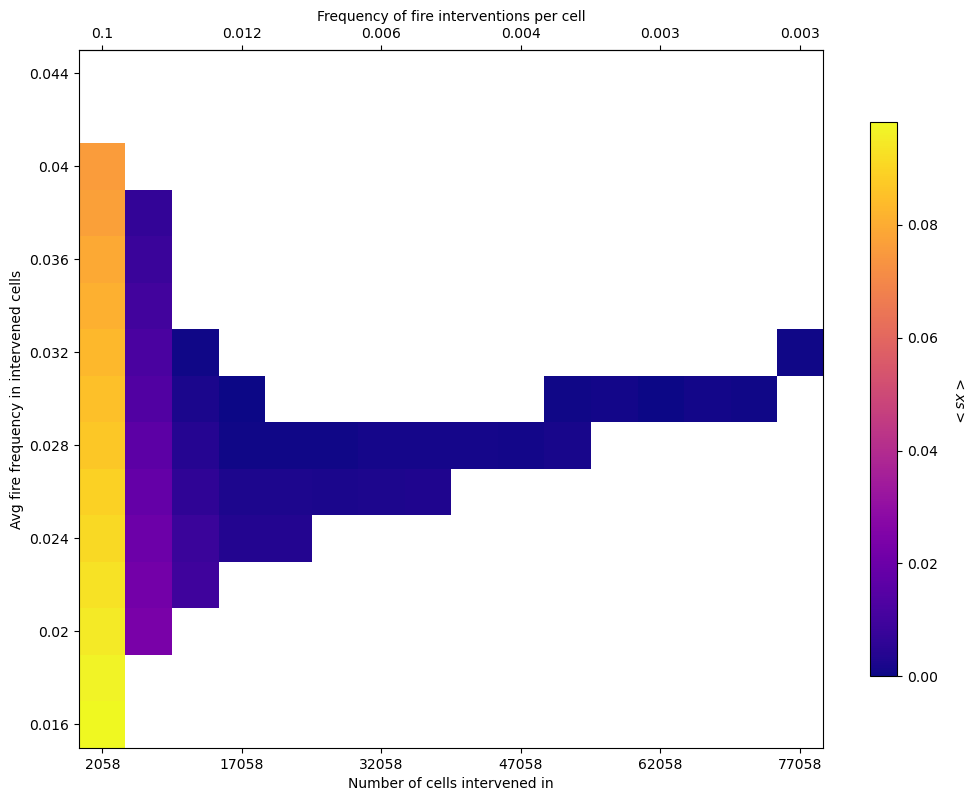 Frequency of fire interventions per cell
0.1 0.012 0.006 0.004 0.003 0.003
0.044
0.04
0.036
0.032
0.028
0.024
0.02
0.016
Avg fire frequency in intervened cells
2058 17058 32058 47058 62058 77058
Number of cells intervened in
0.08
0.06
0.04
0.02
0.00
< sx >